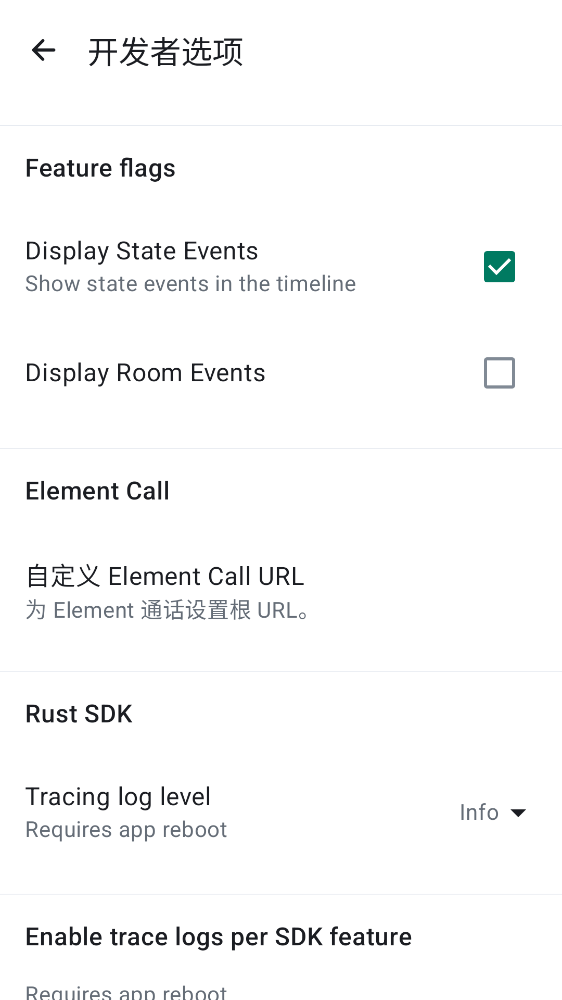 开发者选项
Feature flags
Display State Events
Show state events in the timeline
Display Room Events
Element Call
自定义 Element Call URL
为 Element 通话设置根 URL。
Rust SDK
Tracing log level
Requires app reboot
Info
Enable trace logs per SDK feature
Requires app reboot